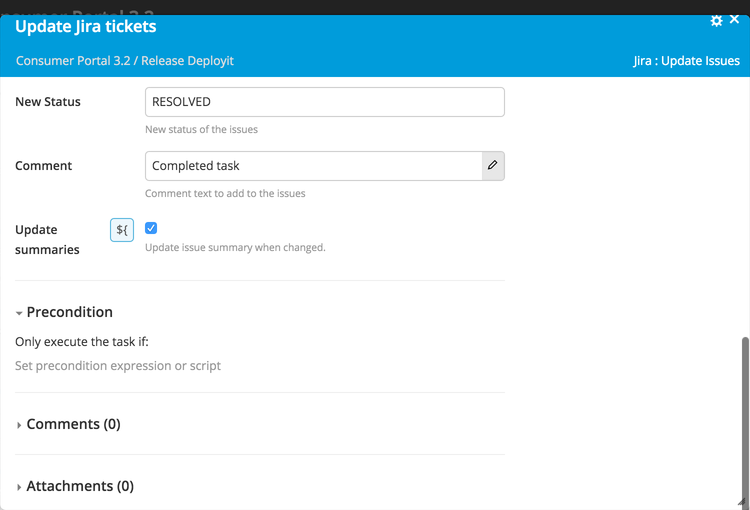 Update Jira tickets
Consumer Portal 3.2 / Release Deployit
Jira : Update Issues
New Status
RESOLVED
New status of the issues
Comment
Completed task
Comment text to add to the issues
Update
summaries
${
Update issue summary when changed.
Precondition
Only execute the task if:
Set precondition expression or script
Comments (0)
Attachments (0)